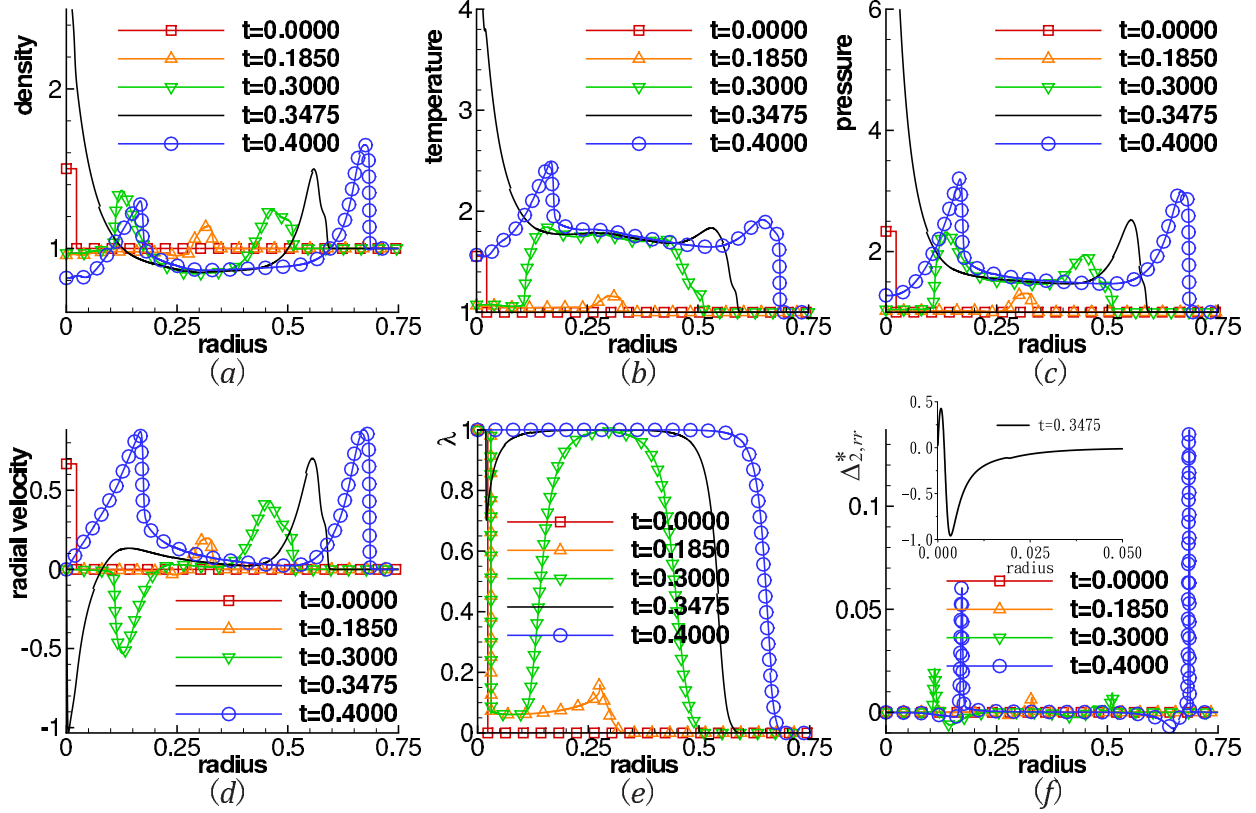 density
2
1
0
0.25
0.5
0.75
radius
t=0.0000
t=0.1850
t=0.3000
t=0.3475
t=0.4000
(a)
temperature
4
3
2
1
0
0.25
0.5
0.75
radius
t=0.0000
t=0.1850
t=0.3000
t=0.3475
t=0.4000
(b)
pressure
6
4
2
0
0.25
0.5
0.75
radius
t=0.0000
t=0.1850
t=0.3000
t=0.3475
t=0.4000
(c)
radial velocity
0.5
0
-0.5
-1
0
0.25
0.5
0.75
radius
t=0.0000
t=0.1850
t=0.3000
t=0.3475
t=0.4000
(d)
λ
1
0.8
0.6
0.4
0.2
0
0
0.25
0.5
0.75
radius
t=0.0000
t=0.1850
t=0.3000
t=0.3475
t=0.4000
(e)
Δ*2,rr
0.1
0.05
0
0
0.25
0.5
0.75
radius
0.5
0.0
-0.5
-1.0
0.000
0.025
0.050
radius
t=0.3475
t=0.0000
t=0.1850
t=0.3000
t=0.4000
(f)